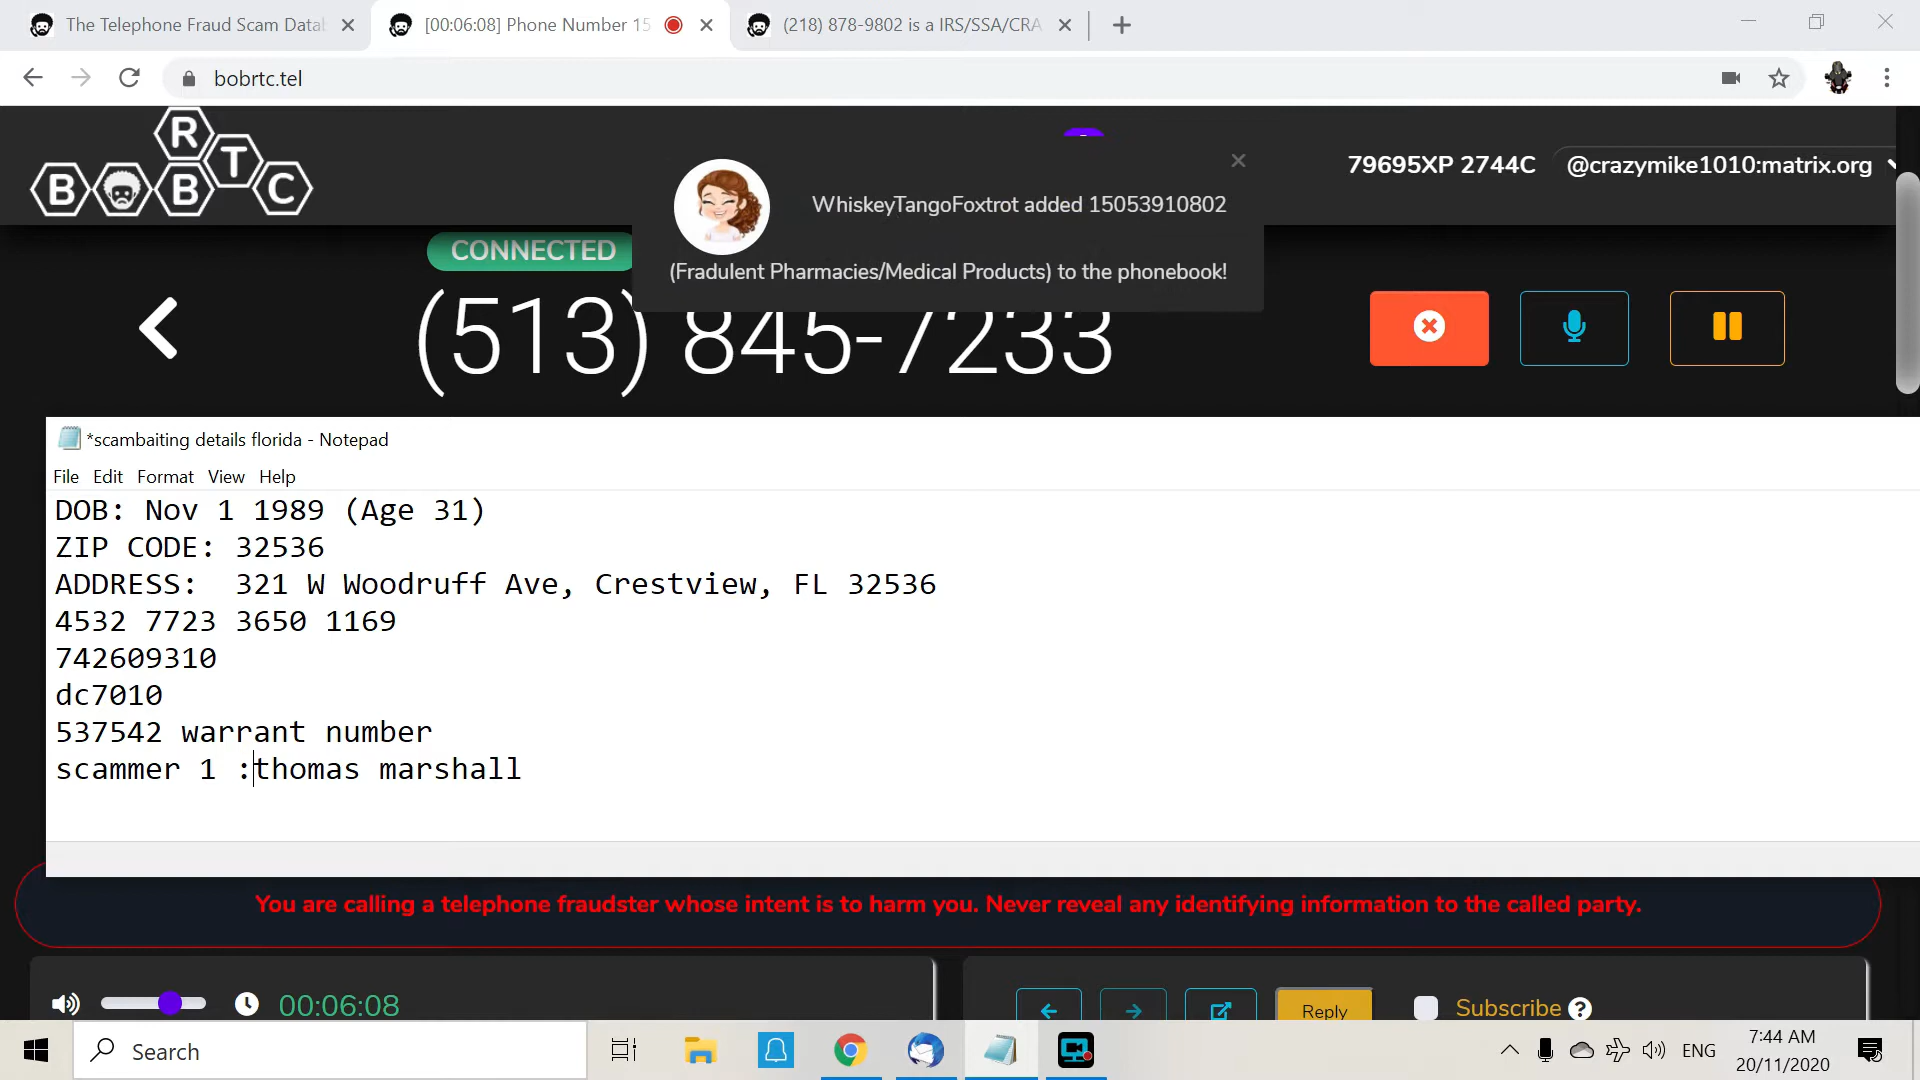 The Telephone Fraud Scam Datab
[00:06:08] Phone Number 15
(218) 878-9802 is a IRS/SSA/CRA
bobrtc.tel
BOB RTC
79695XP 2744C
@crazymike1010:matrix.org
WhiskeyTangoFoxtrot added 15053910802
(Fradulent Pharmacies/Medical Products) to the phonebook!
CONNECTED
(513) 845-7233
*scambaiting details florida - Notepad
File Edit Format View Help
DOB: Nov 1 1989 (Age 31)
ZIP CODE: 32536
ADDRESS:  321 W Woodruff Ave, Crestview, FL 32536
4532 7723 3650 1169
742609310
dc7010
537542 warrant number
scammer 1 :thomas marshall
You are calling a telephone fraudster whose intent is to harm you. Never reveal any identifying information to the called party.
00:06:08
Reply
Subscribe ?
Search
ENG
7:44 AM
20/11/2020